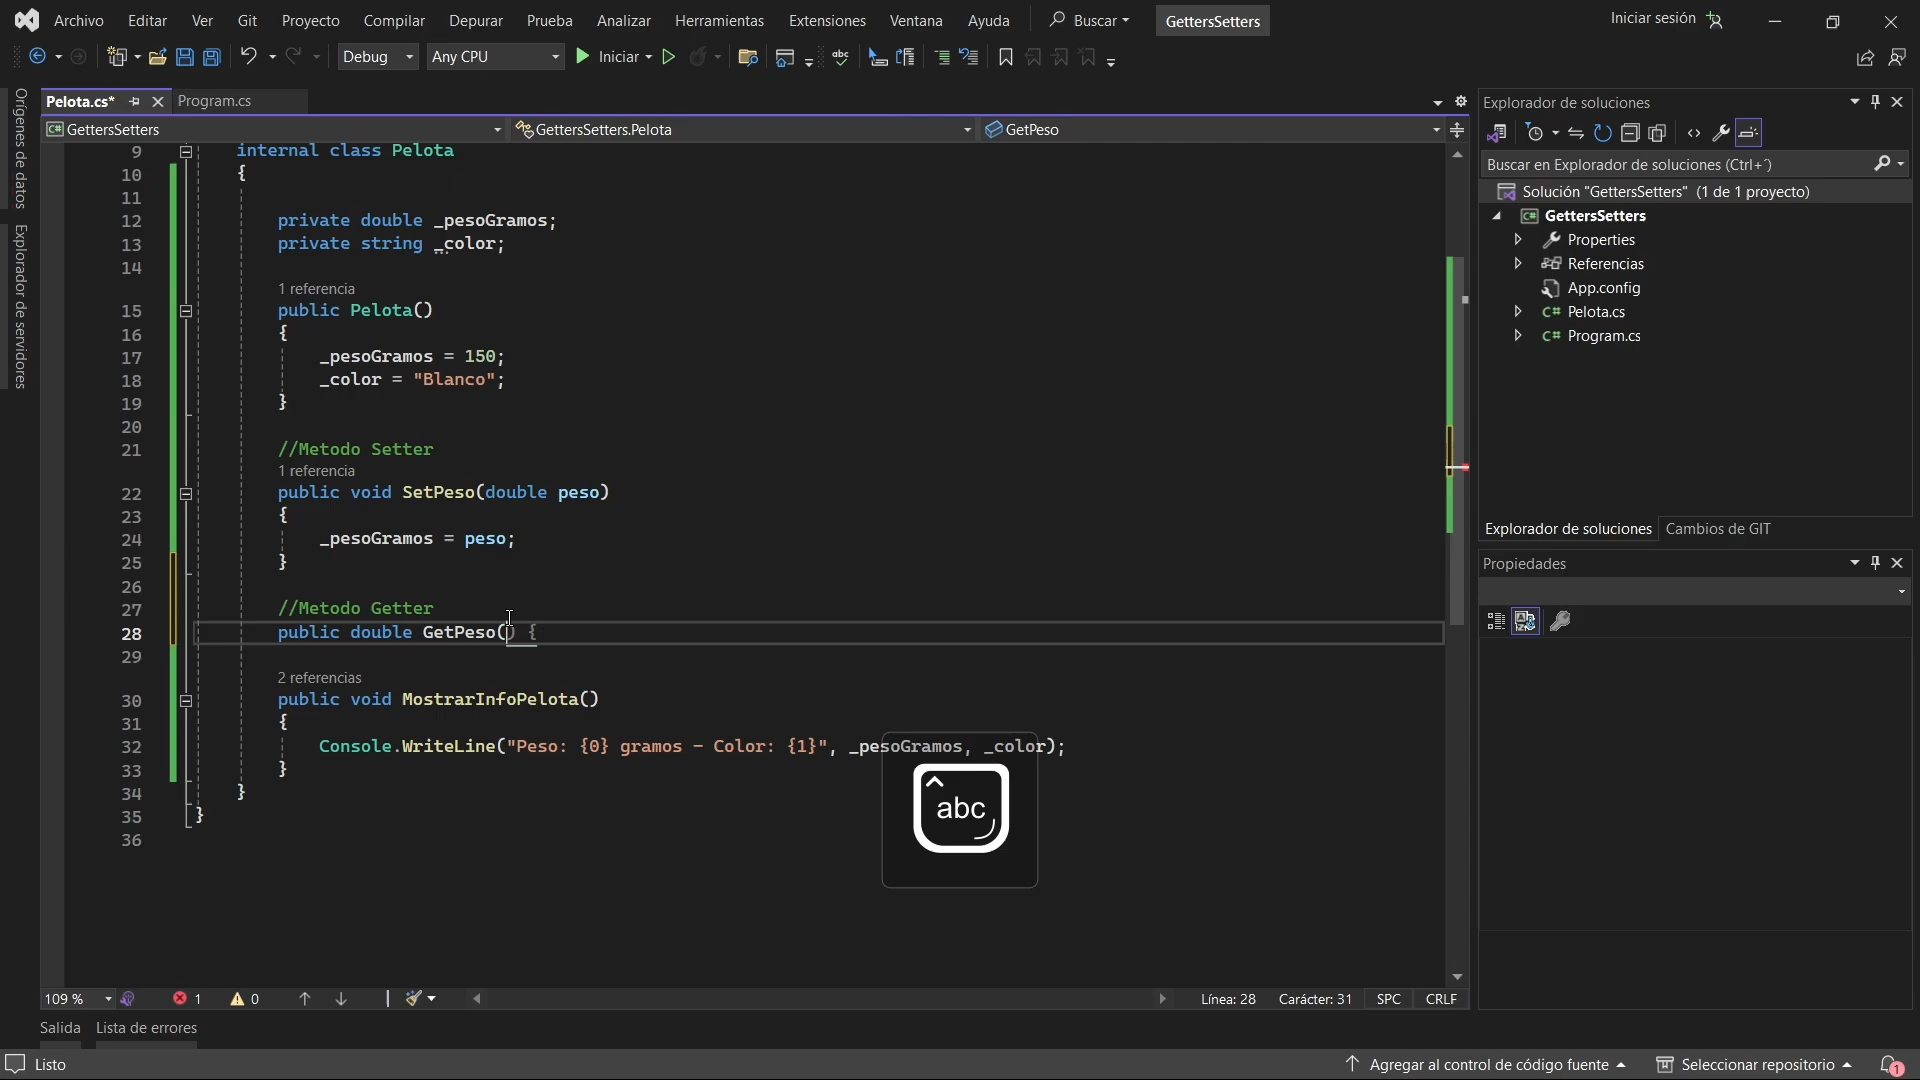 Archivo Editar Ver Git Proyecto Compilar Depurar Prueba Analizar Herramientas Extensiones Ventana Ayuda Buscar GettersSetters Iniciar sesión
Debug Any CPU Iniciar
Orígenes de datos
Explorador de servidores
Pelota.cs* Program.cs
GettersSetters GettersSetters.Pelota GetPeso
9 internal class Pelota
10 {
11
12 private double _pesoGramos;
13 private string _color;
14
1 referencia
15 public Pelota()
16 {
17 _pesoGramos = 150;
18 _color = "Blanco";
19 }
20
21 //Metodo Setter
1 referencia
22 public void SetPeso(double peso)
23 {
24 _pesoGramos = peso;
25 }
26
27 //Metodo Getter
28 public double GetPeso() {
29
2 referencias
30 public void MostrarInfoPelota()
31 {
32 Console.WriteLine("Peso: {0} gramos - Color: {1}", _pesoGramos, _color);
33 }
34 }
35 }
36
abc
109 % 1 0 Línea: 28 Carácter: 31 SPC CRLF
Salida Lista de errores
Listo Agregar al control de código fuente Seleccionar repositorio 1
Explorador de soluciones
Buscar en Explorador de soluciones (Ctrl+´)
Solución "GettersSetters" (1 de 1 proyecto)
GettersSetters
Properties
Referencias
App.config
C# Pelota.cs
C# Program.cs
Explorador de soluciones Cambios de GIT
Propiedades